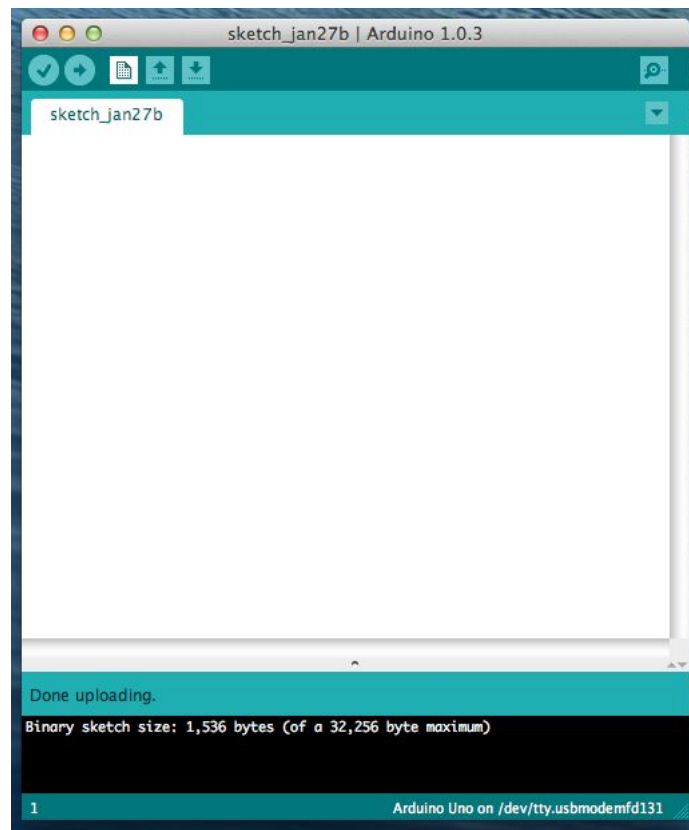 sketch_jan27b | Arduino 1.0.3
sketch_jan27b
Done uploading.
Binary sketch size: 1,536 bytes (of a 32,256 byte maximum)
1
Arduino Uno on /dev/tty.usbmodemfd131